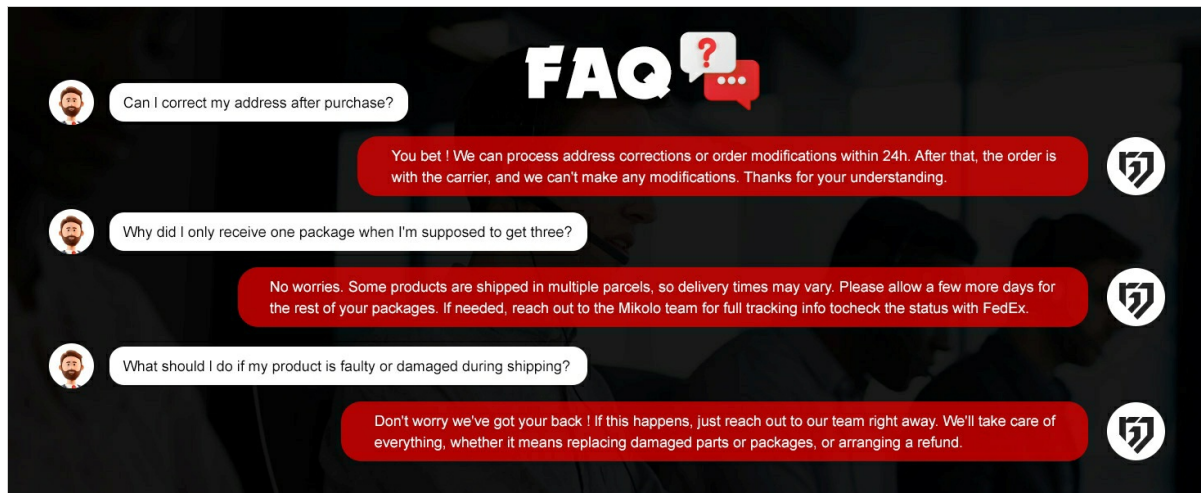 FAQ
Can I correct my address after purchase?
You bet ! We can process address corrections or order modifications within 24h. After that, the order is
with the carrier, and we can't make any modifications. Thanks for your understanding.
Why did I only receive one package when I'm supposed to get three?
No worries. Some products are shipped in multiple parcels, so delivery times may vary. Please allow a few more days for
the rest of your packages. If needed, reach out to the Mikolo team for full tracking info tocheck the status with FedEx.
What should I do if my product is faulty or damaged during shipping?
Don't worry we've got your back ! If this happens, just reach out to our team right away. We'll take care of
everything, whether it means replacing damaged parts or packages, or arranging a refund.